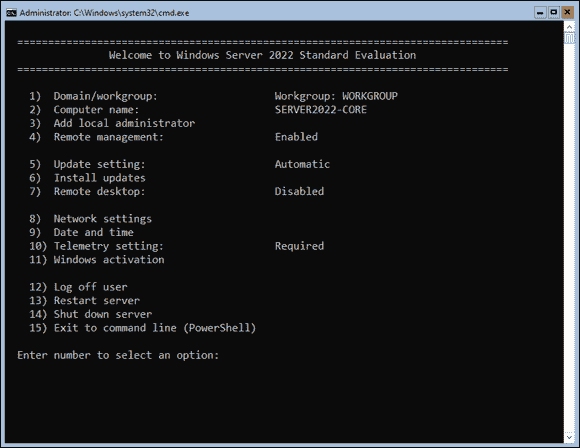 Administrator: C:\Windows\system32\cmd.exe
================================================================================
Welcome to Windows Server 2022 Standard Evaluation
================================================================================
1) Domain/workgroup: Workgroup: WORKGROUP
2) Computer name: SERVER2022-CORE
3) Add local administrator
4) Remote management: Enabled
5) Update setting: Automatic
6) Install updates
7) Remote desktop: Disabled
8) Network settings
9) Date and time
10) Telemetry setting: Required
11) Windows activation
12) Log off user
13) Restart server
14) Shut down server
15) Exit to command line (PowerShell)
Enter number to select an option: